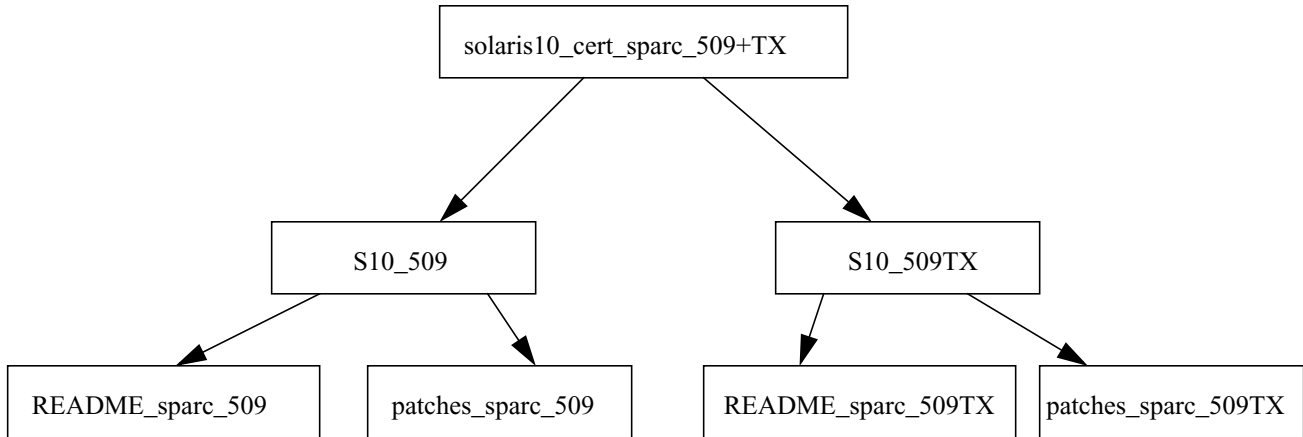 solaris10_cert_sparc_509+TX
S10_509
S10_509TX
README_sparc_509
patches_sparc_509
README_sparc_509TX
patches_sparc_509TX